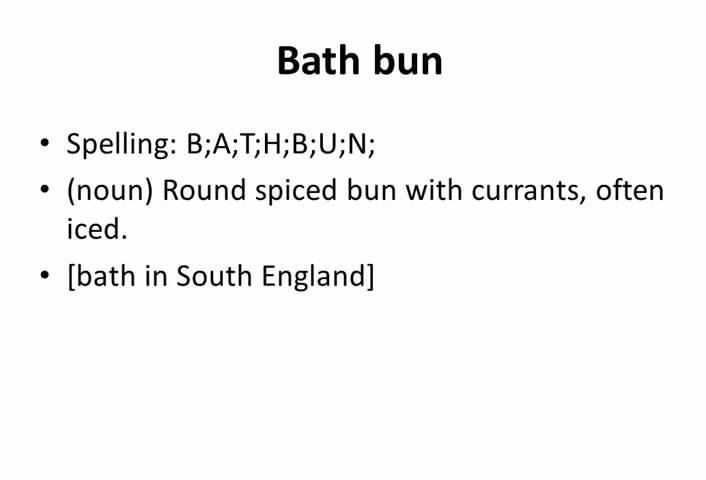 Bath bun
• Spelling: B;A;T;H;B;U;N;
• (noun) Round spiced bun with currants, often
iced.
• [bath in South England]